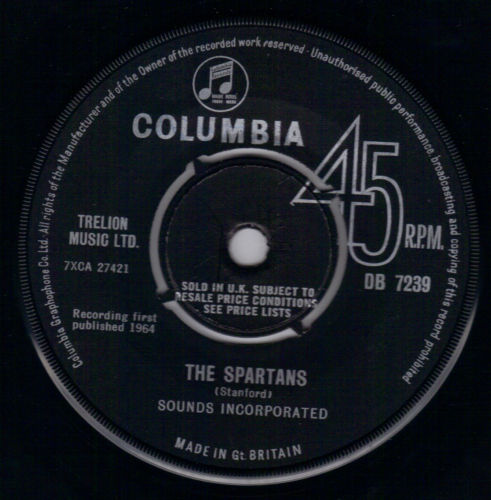 Columbia Graphophone Co. Ltd. All rights of the Manufacturer and of the Owner of the recorded work reserved - Unauthorised public performance, broadcasting and copying of this record prohibited
COLUMBIA
45
R.P.M.
TRELION
MUSIC LTD.
7XCA 27421
DB 7239
SOLD IN U.K. SUBJECT TO
RESALE PRICE CONDITIONS
- SEE PRICE LISTS
Recording first
published 1964
THE SPARTANS
(Stanford)
SOUNDS INCORPORATED
MADE IN Gt. BRITAIN